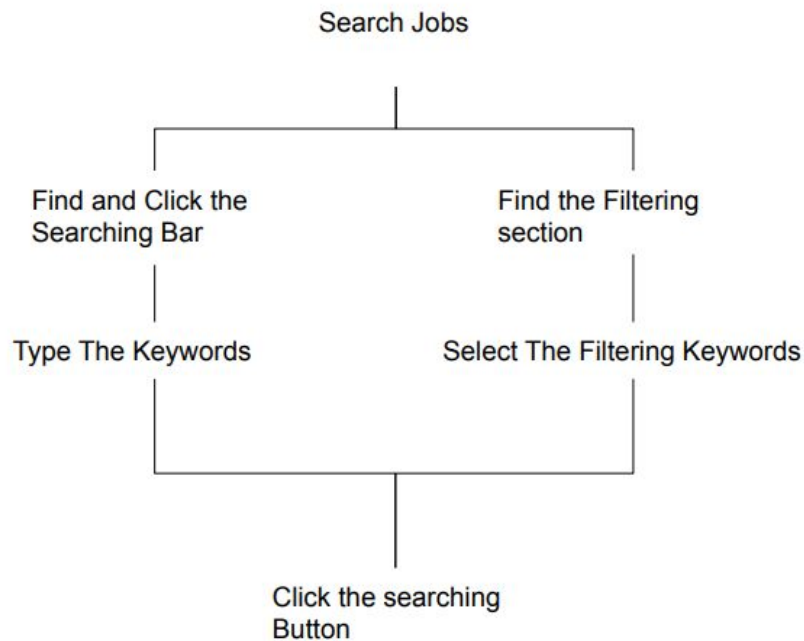 Search Jobs
Find and Click the
Searching Bar
Find the Filtering
section
Type The Keywords
Select The Filtering Keywords
Click the searching
Button